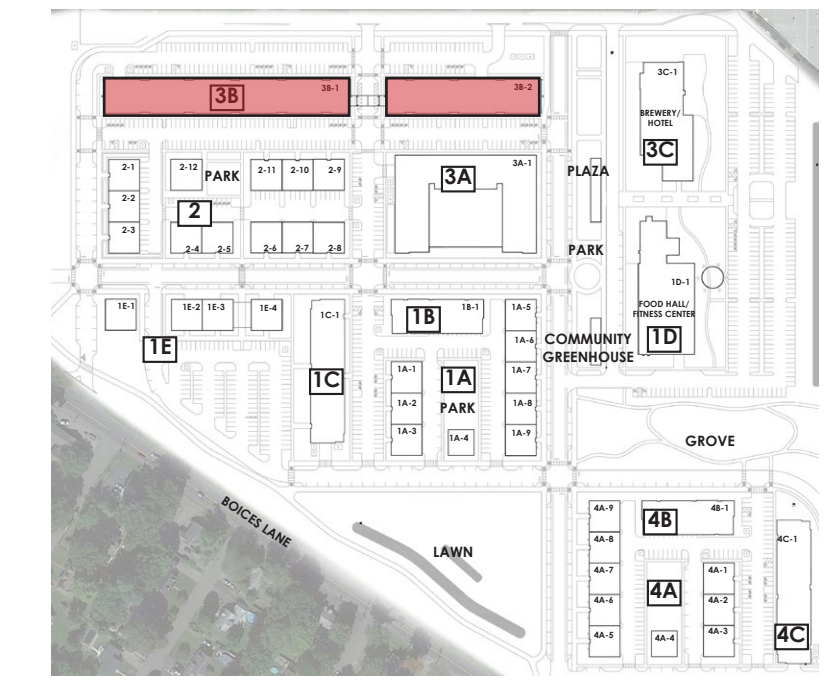 3C-1
3B
3B-1
3B-2
BREWERY/
HOTEL
3C
2-1
2-12
PARK
2-11
2-10
2-9
3A
3A-1
PLAZA
2-2
2
2-3
2-4
2-5
2-6
2-7
2-8
PARK
1D-1
FOOD HALL/
FITNESS CENTER
1D
1E-1
1E-2
1E-3
1E-4
1C-1
1B
1B-1
1A-5
1A-6
COMMUNITY
GREENHOUSE
1E
1C
1A-1
1A
1A-7
1A-2
PARK
1A-8
1A-3
1A-4
1A-9
GROVE
BOICES LANE
LAWN
4A-9
4B
4B-1
4A-8
4C-1
4A-7
4A-1
4A
4A-6
4A-2
4A-5
4A-4
4A-3
4C